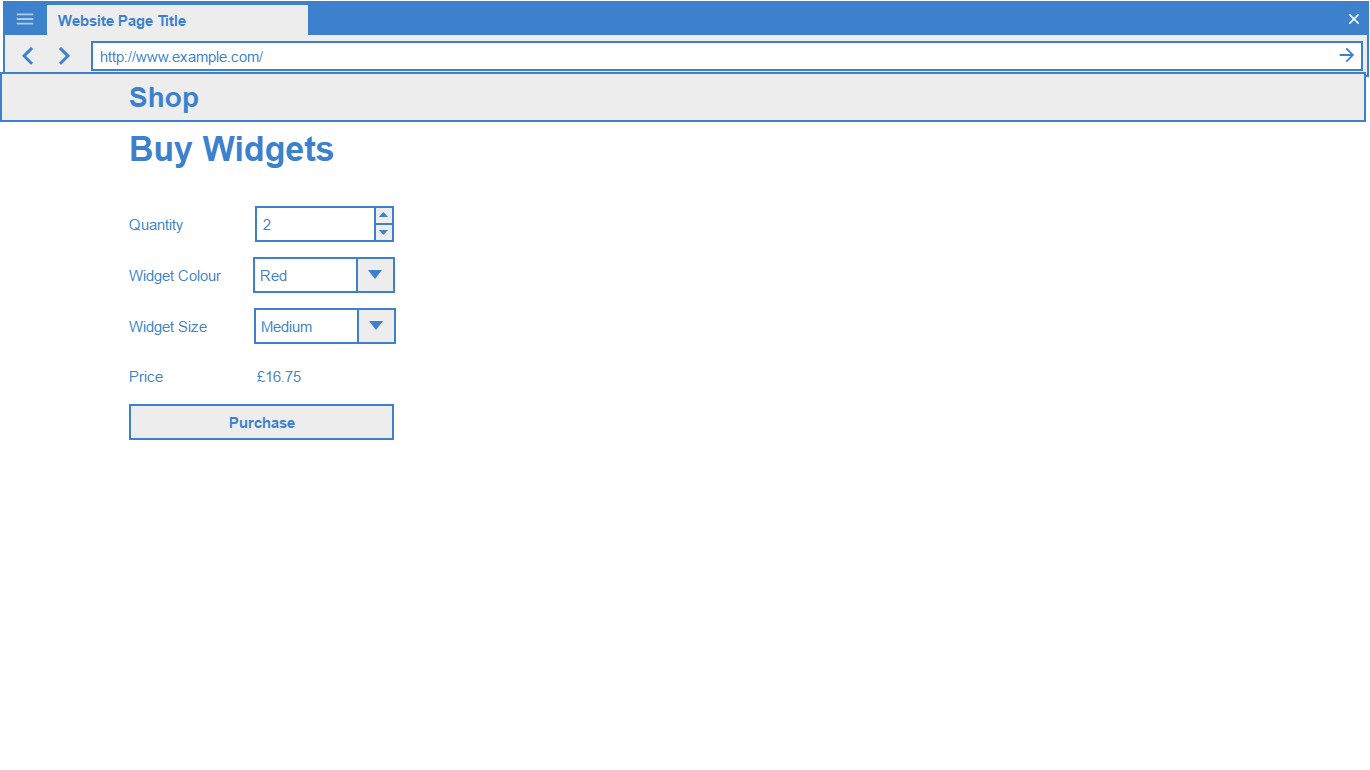 Website Page Title
http://www.example.com/
Shop
Buy Widgets
Quantity 2
Widget Colour Red
Widget Size Medium
Price £16.75
Purchase